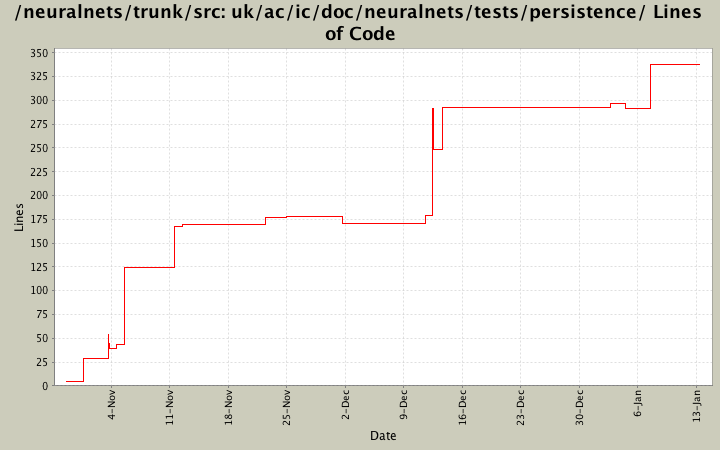 /neuralnets/trunk/src: uk/ac/ic/doc/neuralnets/tests/persistence/ Lines
of Code
350
325
300
275
250
225
200
175
150
125
100
75
50
25
0
Lines
4-Nov
11-Nov
18-Nov
25-Nov
2-Dec
9-Dec
16-Dec
23-Dec
30-Dec
6-Jan
13-Jan
Date